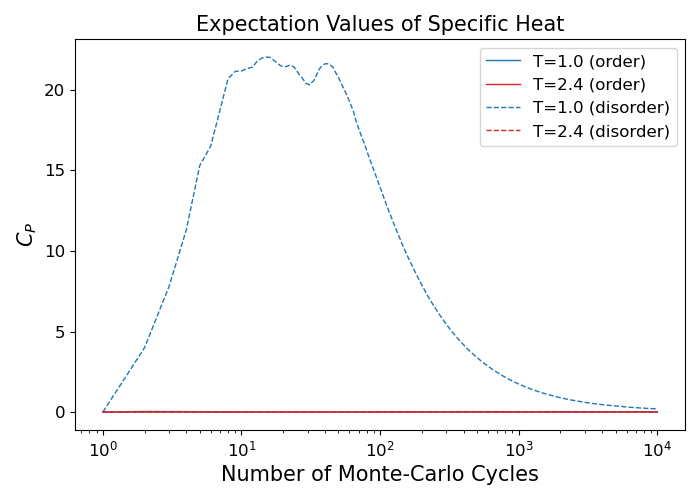 Expectation Values of Specific Heat
T=1.0 (order)
T=2.4 (order)
T=1.0 (disorder)
T=2.4 (disorder)
20
15
10
5
0
C_P
10^0
10^1
10^2
10^3
10^4
Number of Monte-Carlo Cycles